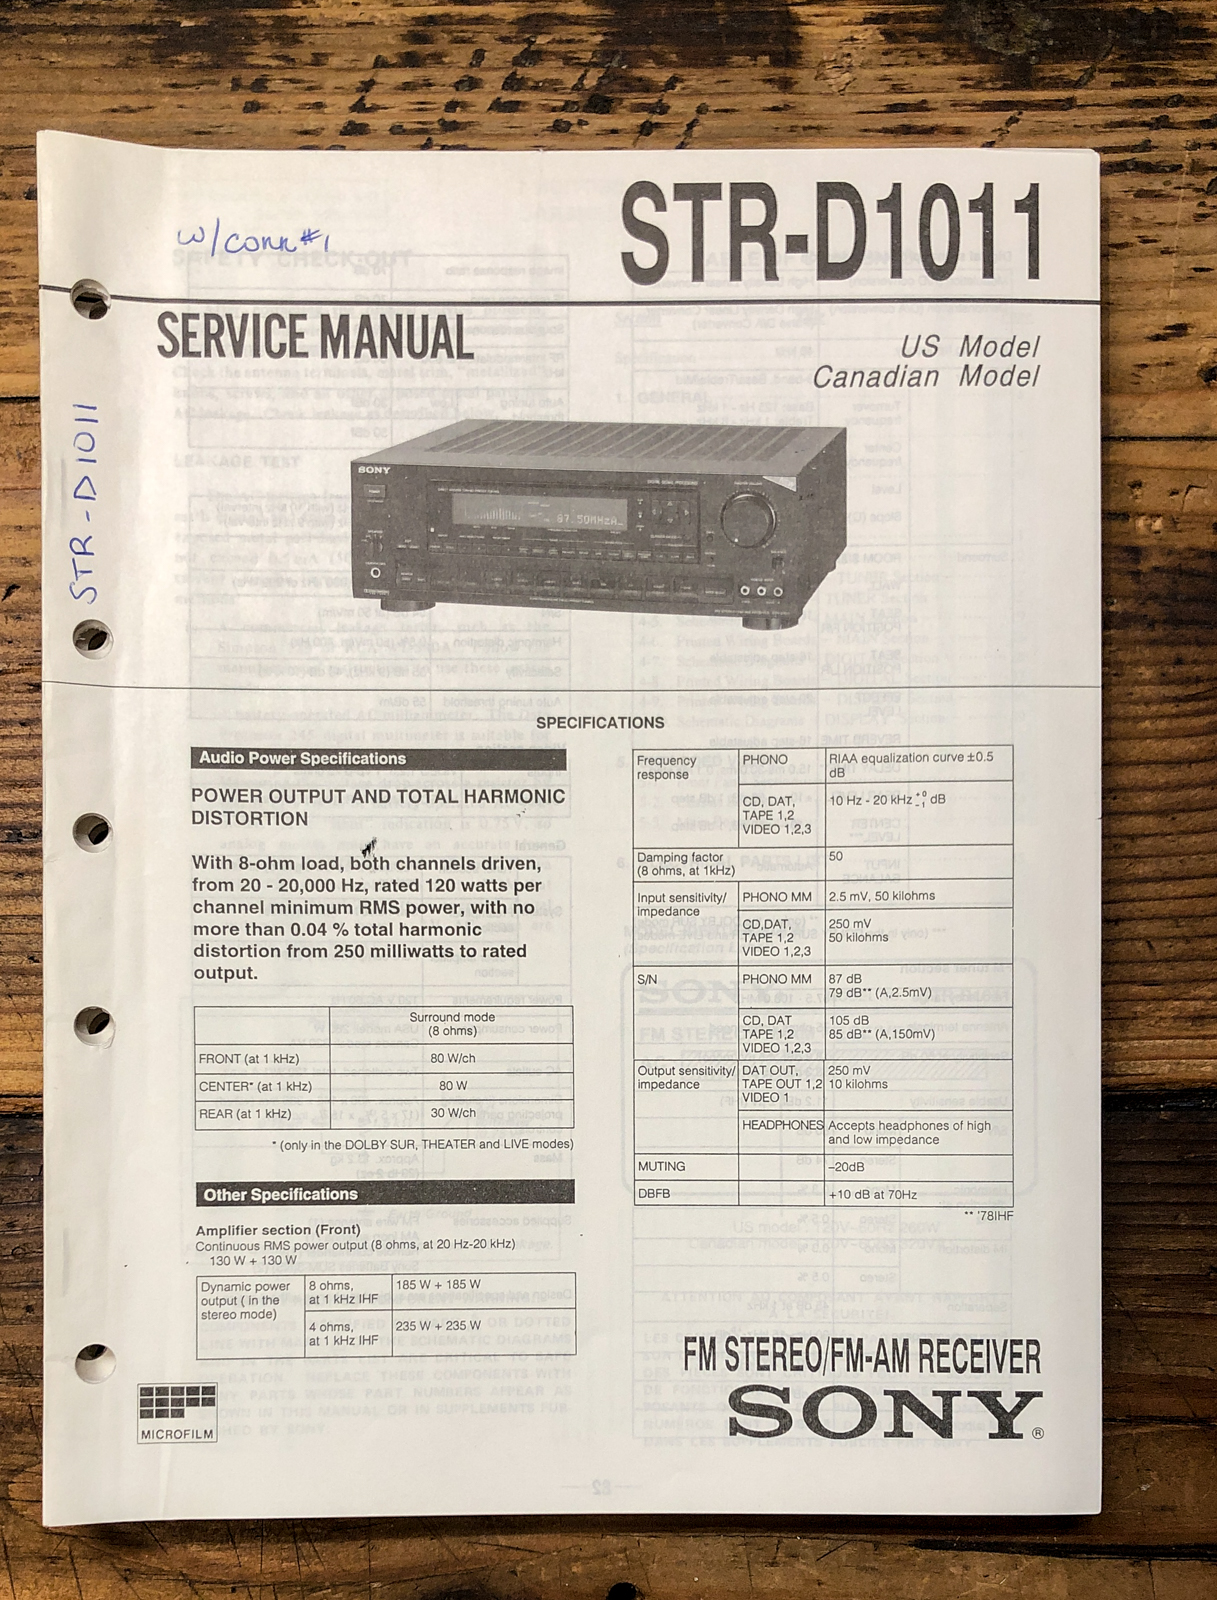 w/conn #1
STR-D1011
STR-D1011
SERVICE MANUAL
US Model
Canadian Model
SONY
87.50MHzA
SPECIFICATIONS
Audio Power Specifications
POWER OUTPUT AND TOTAL HARMONIC
DISTORTION
With 8-ohm load, both channels driven,
from 20 - 20,000 Hz, rated 120 watts per
channel minimum RMS power, with no
more than 0.04 % total harmonic
distortion from 250 milliwatts to rated
output.
Surround mode
(8 ohms)
FRONT (at 1 kHz) 80 W/ch
CENTER* (at 1 kHz) 80 W
REAR (at 1 kHz) 30 W/ch
* (only in the DOLBY SUR, THEATER and LIVE modes)
Other Specifications
Amplifier section (Front)
Continuous RMS power output (8 ohms, at 20 Hz-20 kHz)
130 W + 130 W
Dynamic power 8 ohms, 185 W + 185 W
output ( in the at 1 kHz IHF
stereo mode)
4 ohms, 235 W + 235 W
at 1 kHz IHF
Frequency PHONO RIAA equalization curve ±0.5
response dB
CD, DAT, 10 Hz - 20 kHz +0 -1 dB
TAPE 1,2
VIDEO 1,2,3
Damping factor 50
(8 ohms, at 1kHz)
Input sensitivity/ PHONO MM 2.5 mV, 50 kilohms
impedance
CD,DAT, 250 mV
TAPE 1,2 50 kilohms
VIDEO 1,2,3
S/N PHONO MM 87 dB
79 dB** (A,2.5mV)
CD, DAT 105 dB
TAPE 1,2 85 dB** (A,150mV)
VIDEO 1,2,3
Output sensitivity/ DAT OUT, 250 mV
impedance TAPE OUT 1,2 10 kilohms
VIDEO 1
HEADPHONES Accepts headphones of high
and low impedance
MUTING –20dB
DBFB +10 dB at 70Hz
** '78IHF
FM STEREO/FM-AM RECEIVER
SONY®
MICROFILM